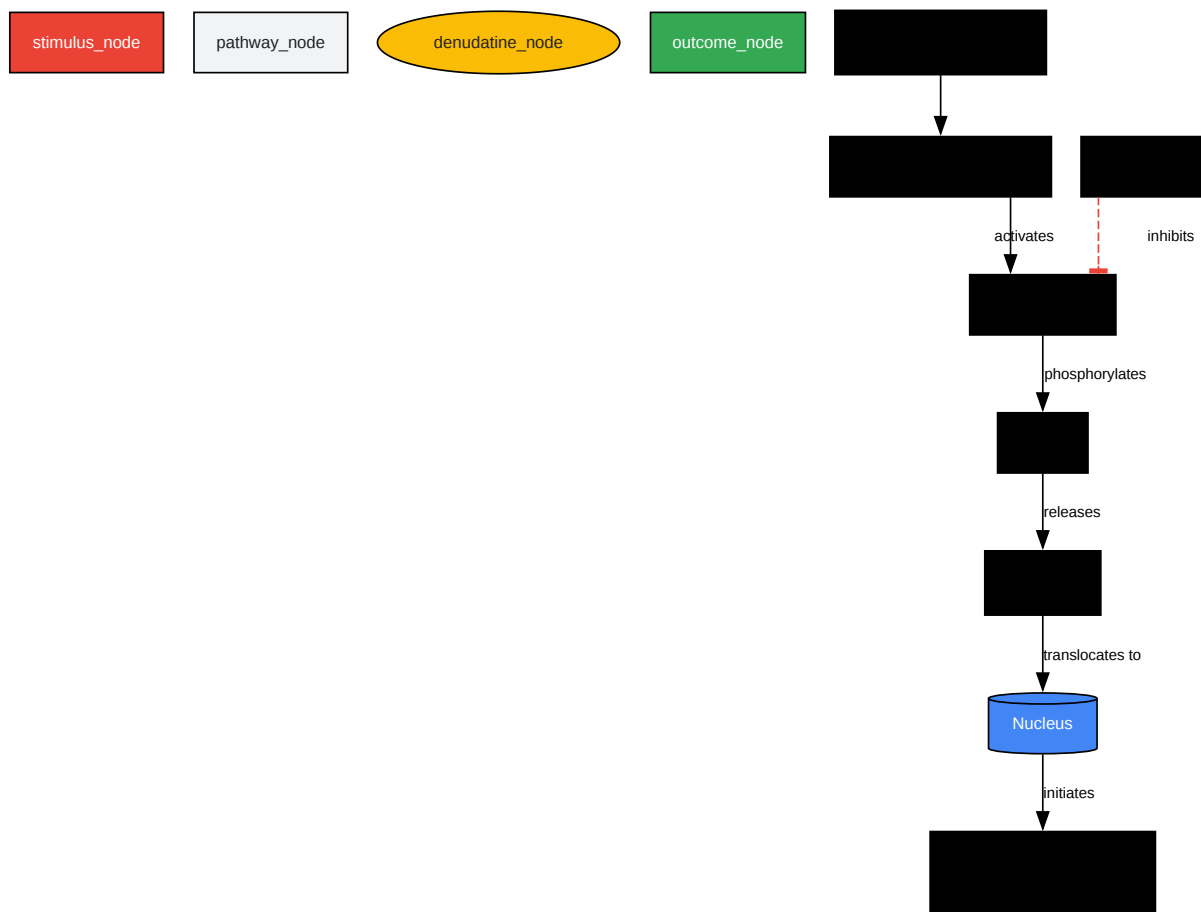 stimulus_node
pathway_node
denudatine_node
outcome_node
activates
inhibits
phosphorylates
releases
translocates to
Nucleus
initiates